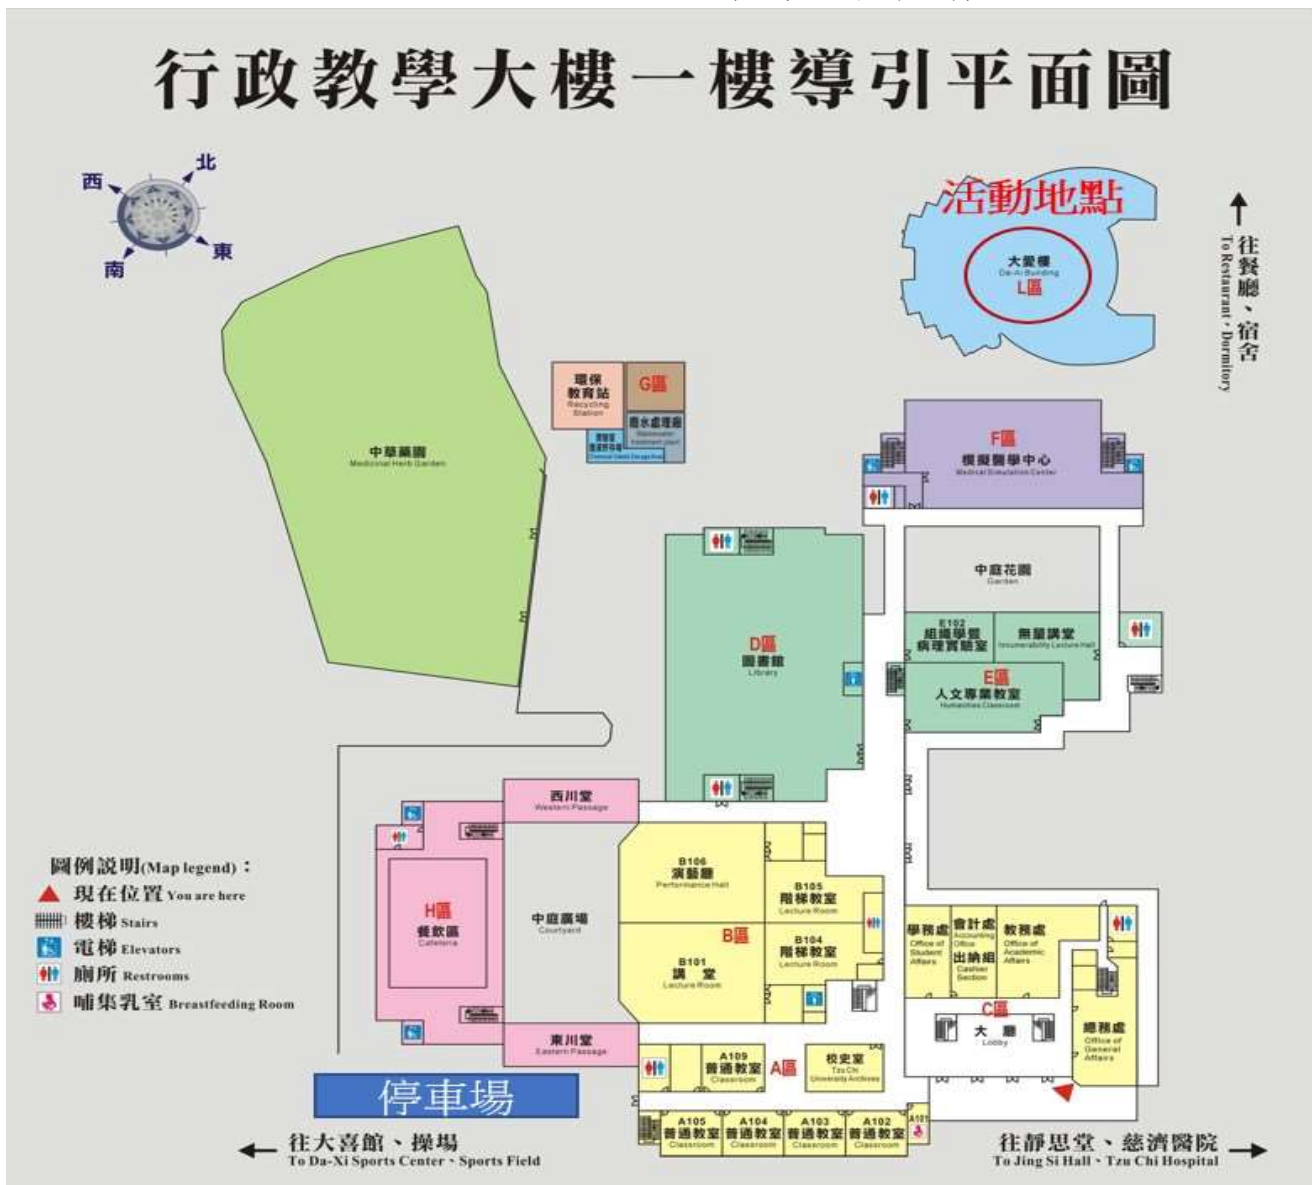 行政教學大樓一樓導引平面圖
北
西
東
南
活動地點
大愛樓
Da-Ai Building
L區
往餐廳、宿舍
To Restaurant、Dormitory
環保
教育站
Recycling
Station
G區
廢水處理廠
Wastewater
treatment plant
中草藥園
Medicinal Herb Garden
F區
模擬醫學中心
Medical Simulation Center
中庭花園
Garden
E102
組織學暨
病理實驗室
無量講堂
Innumerability Lecture Hall
E區
人文專業教室
Humanities Classroom
D區
圖書館
Library
西川堂
Western Passage
H區
餐飲區
Cafeteria
中庭廣場
Courtyard
B106
演藝廳
Performance Hall
B105
階梯教室
Lecture Room
B區
B104
階梯教室
Lecture Room
B101
講 堂
Lecture Room
學務處
Office of
Student
Affairs
會計處
Accounting
Office
出納組
Cashier
Section
教務處
Office of
Academic
Affairs
C區
大 廳
Lobby
總務處
Office of
General
Affairs
東川堂
Eastern Passage
A109
普通教室
Classroom
A區
校史室
Tzu Chi
University Archives
A105
普通教室
Classroom
A104
普通教室
Classroom
A103
普通教室
Classroom
A102
普通教室
Classroom
A101
圖例說明(Map legend)：
現在位置 You are here
樓梯 Stairs
電梯 Elevators
廁所 Restrooms
哺集乳室 Breastfeeding Room
停車場
往大喜館、操場
To Da-Xi Sports Center、Sports Field
往靜思堂、慈濟醫院
To Jing Si Hall、Tzu Chi Hospital